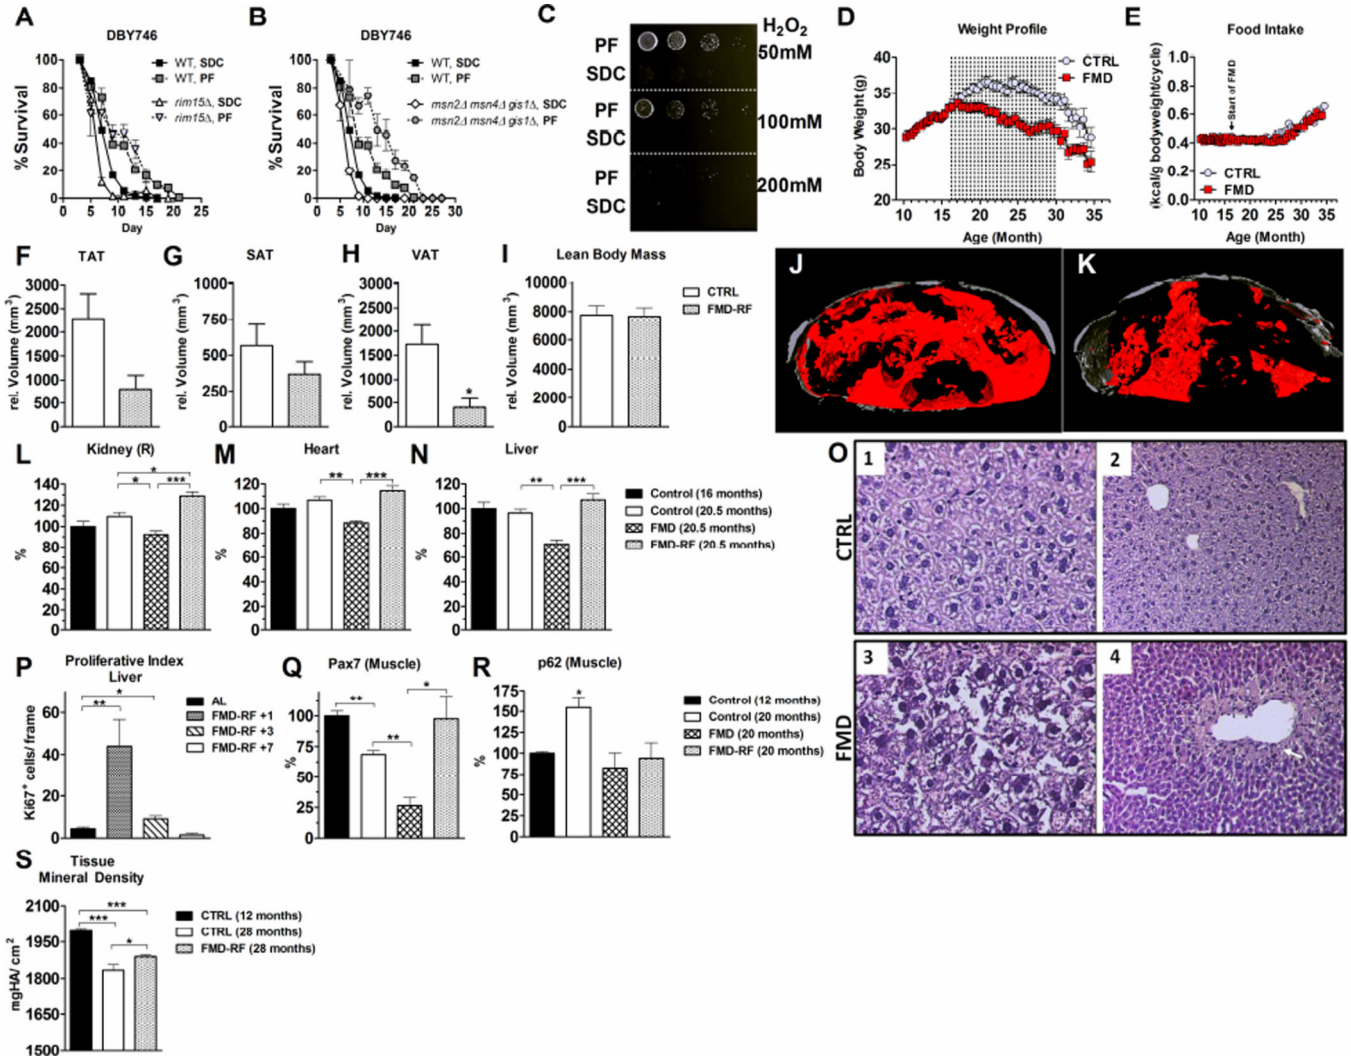 A
DBY746
% Survival
100
80
60
40
20
0
0 5 10 15 20 25
Day
WT, SDC
WT, PF
rim15Δ, SDC
rim15Δ, PF
B
DBY746
% Survival
100
80
60
40
20
0
0 5 10 15 20 25 30
Day
WT, SDC
WT, PF
msn2Δ msn4Δ gis1Δ, SDC
msn2Δ msn4Δ gis1Δ, PF
C
H2O2
PF
50mM
SDC
PF
100mM
SDC
PF
200mM
SDC
D
Weight Profile
Body Weight (g)
40
35
30
25
20
10 15 20 25 30 35
Age (Month)
CTRL
FMD
E
Food Intake
(kcal/g bodyweight/cycle)
1.0
0.8
0.6
0.4
0.2
0.0
Start of FMD
CTRL
FMD
10 15 20 25 30 35
Age (Month)
F
TAT
rel. Volume (mm3)
3000
2500
2000
1500
1000
500
0
G
SAT
rel. Volume (mm3)
1000
750
500
250
0
H
VAT
rel. Volume (mm3)
3000
2500
2000
1500
1000
500
0
*
I
Lean Body Mass
rel. Volume (mm3)
10000
8000
6000
4000
2000
0
CTRL
FMD-RF
J
K
L
Kidney (R)
%
140
120
100
80
60
40
20
0
*
* ***
M
Heart
%
120
100
80
60
40
20
0
** ***
N
Liver
%
120
100
80
60
40
20
0
** ***
Control (16 months)
Control (20.5 months)
FMD (20.5 months)
FMD-RF (20.5 months)
O
CTRL
1
2
FMD
3
4
P
Proliferative Index
Liver
Ki67+ cells/ frame
60
40
20
0
*
**
AL
FMD-RF +1
FMD-RF +3
FMD-RF +7
Q
Pax7 (Muscle)
%
100
75
50
25
0
** *
**
R
p62 (Muscle)
%
175
150
125
100
75
50
25
0
*
Control (12 months)
Control (20 months)
FMD (20 months)
FMD-RF (20 months)
S
Tissue
Mineral Density
mgHA/ cm2
2100
1950
1800
1650
1500
***
***
*
CTRL (12 months)
CTRL (28 months)
FMD-RF (28 months)